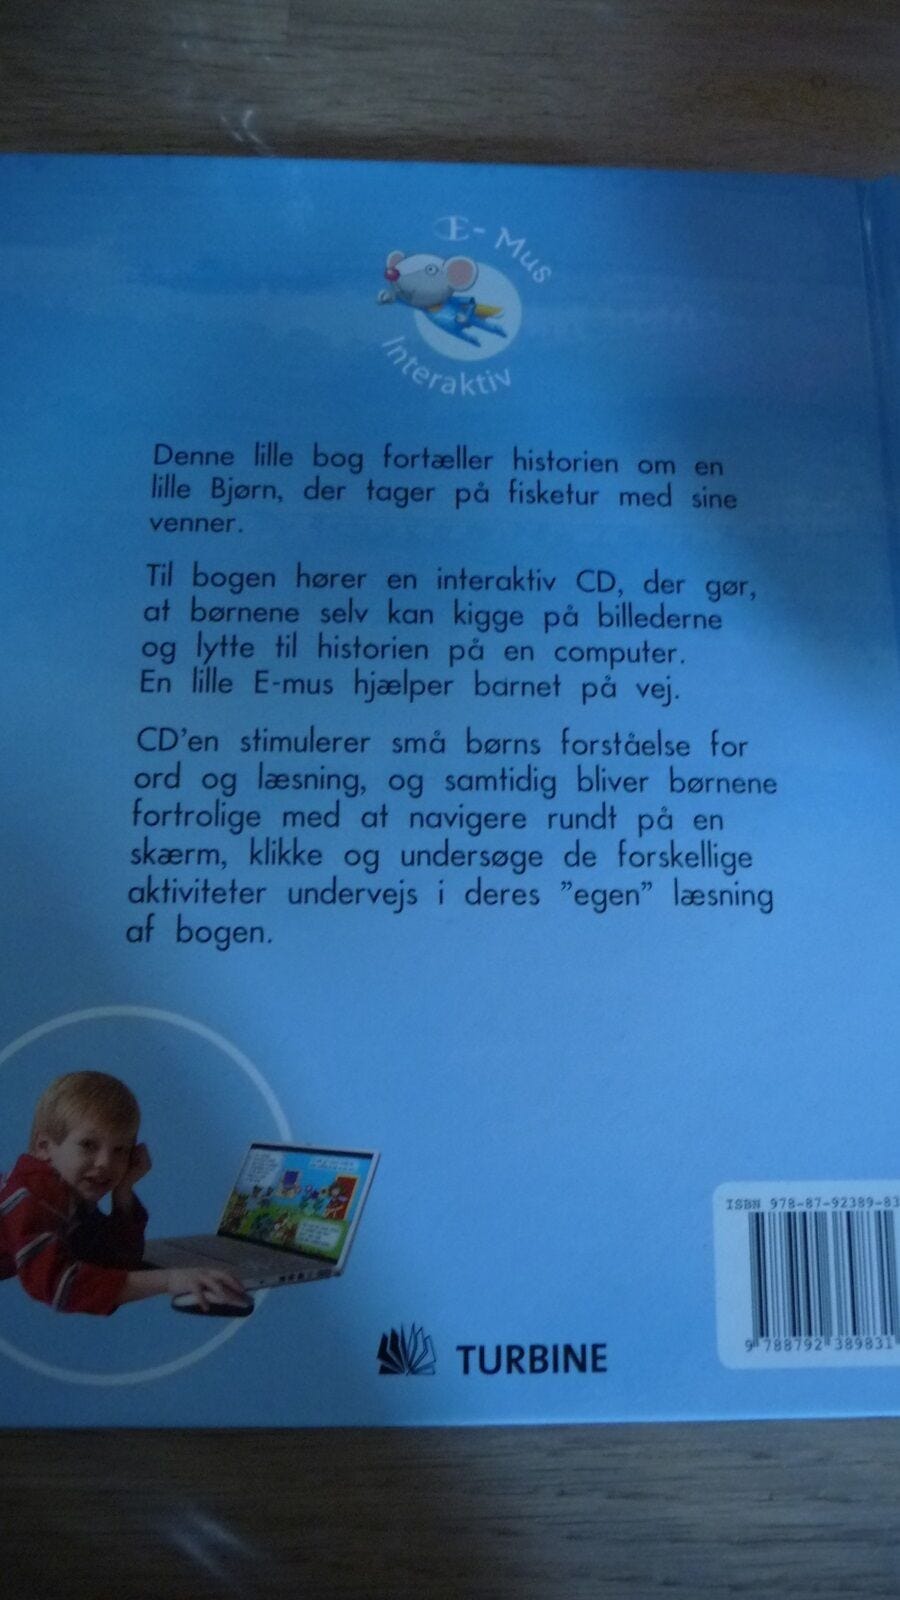 E-Mus
Interaktiv
Denne lille bog fortæller historien om en
lille Bjørn, der tager på fisketur med sine
venner.
Til bogen hører en interaktiv CD, der gør,
at børnene selv kan kigge på billederne
og lytte til historien på en computer.
En lille E-mus hjælper barnet på vej.
CD'en stimulerer små børns forståelse for
ord og læsning, og samtidig bliver børnene
fortrolige med at navigere rundt på en
skærm, klikke og undersøge de forskellige
aktiviteter undervejs i deres ”egen” læsning
af bogen.
ISBN 978-87-92389-83
9 788792 389831
TURBINE